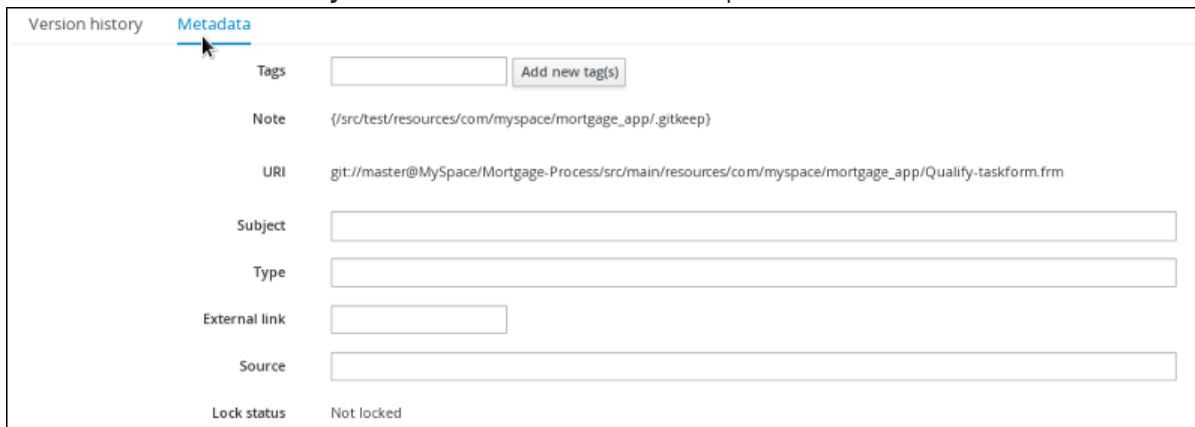 Version history Metadata
Tags Add new tag(s)
Note {/src/test/resources/com/myspace/mortgage_app/.gitkeep}
URI git://master@MySpace/Mortgage-Process/src/main/resources/com/myspace/mortgage_app/Qualify-taskform.frm
Subject
Type
External link
Source
Lock status Not locked